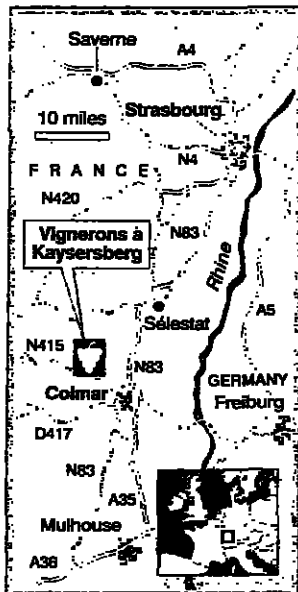 Saverne
A4
10 miles
Strasbourg
FRANCE
N4
N420
N83
Vignerons à
Kaysersberg
Rhine
Sélestat
A5
N415
N83
Colmar
GERMANY
Freiburg
D417
N83
A35
Mulhouse
A36